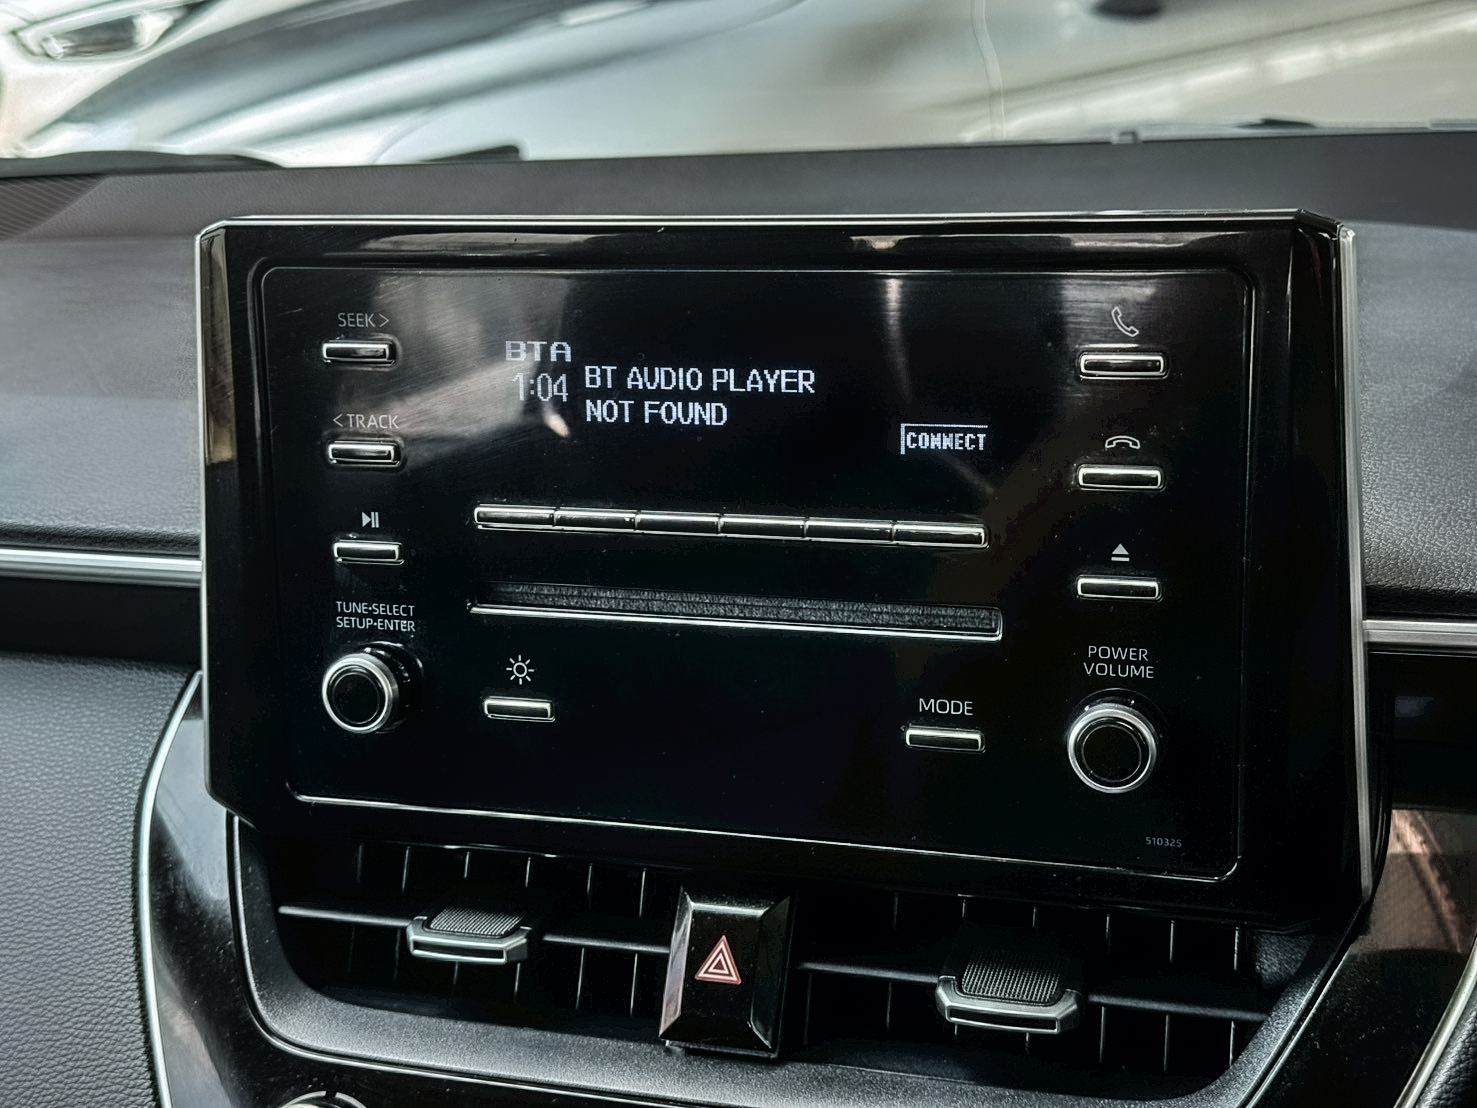 SEEK >
BTA
1:04
BT AUDIO PLAYER
NOT FOUND
< TRACK
CONNECT
TUNE•SELECT
SETUP•ENTER
POWER
VOLUME
MODE
510325